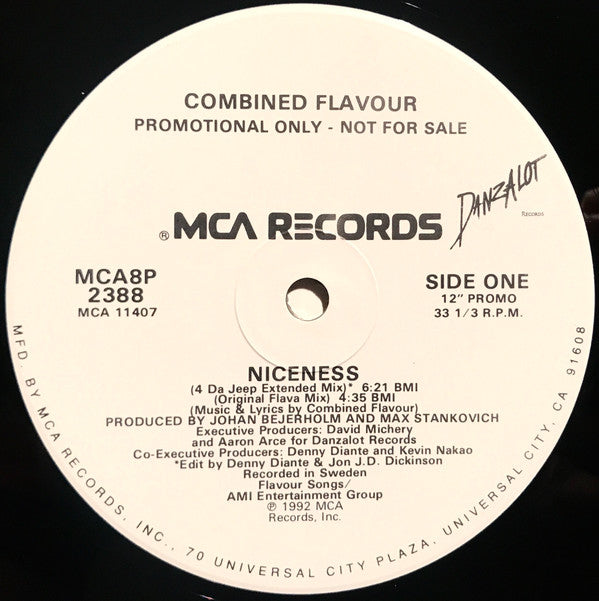 COMBINED FLAVOUR
PROMOTIONAL ONLY - NOT FOR SALE
DANZALOT
RECORDS
® MCA RECORDS
MCA8P
2388
MCA 11407
SIDE ONE
12" PROMO
33 1/3 R.P.M.
NICENESS
(4 Da Jeep Extended Mix)* 6:21 BMI
(Original Flava Mix) 4:35 BMI
(Music & Lyrics by Combined Flavour)
PRODUCED BY JOHAN BEJERHOLM AND MAX STANKOVICH
Executive Producers: David Michery
and Aaron Arce for Danzalot Records
Co-Executive Producers: Denny Diante and Kevin Nakao
*Edit by Denny Diante & Jon J.D. Dickinson
Recorded in Sweden
Flavour Songs/
AMI Entertainment Group
℗ 1992 MCA
Records, Inc.
MFD. BY MCA RECORDS, INC., 70 UNIVERSAL CITY PLAZA, UNIVERSAL CITY, CA 91608